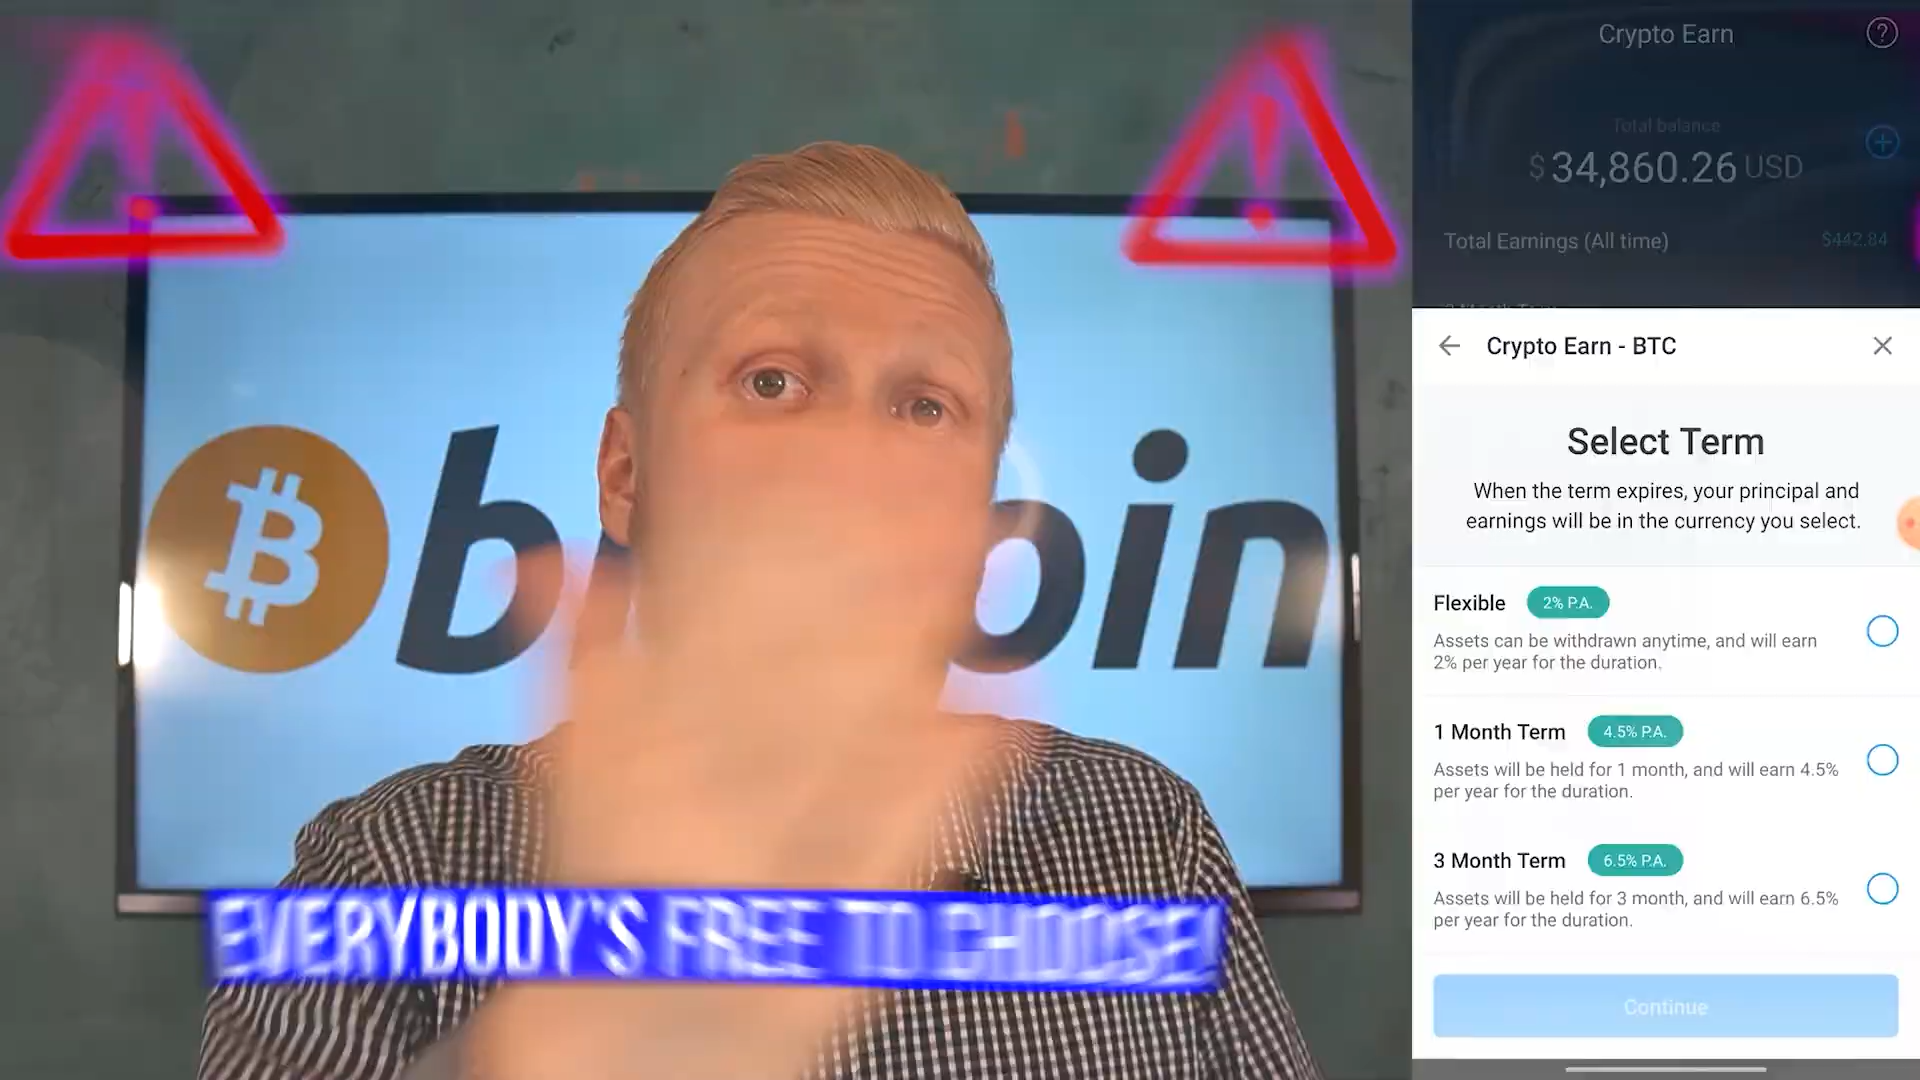 bitcoin
EVERYBODY'S FREE TO CHOOSE!
Crypto Earn
Total balance
$ 34,860.26 USD
Total Earnings (All time) $442.84
Crypto Earn - BTC
Select Term
When the term expires, your principal and
earnings will be in the currency you select.
Flexible 2% P.A.
Assets can be withdrawn anytime, and will earn
2% per year for the duration.
1 Month Term 4.5% P.A.
Assets will be held for 1 month, and will earn 4.5%
per year for the duration.
3 Month Term 6.5% P.A.
Assets will be held for 3 month, and will earn 6.5%
per year for the duration.
Continue